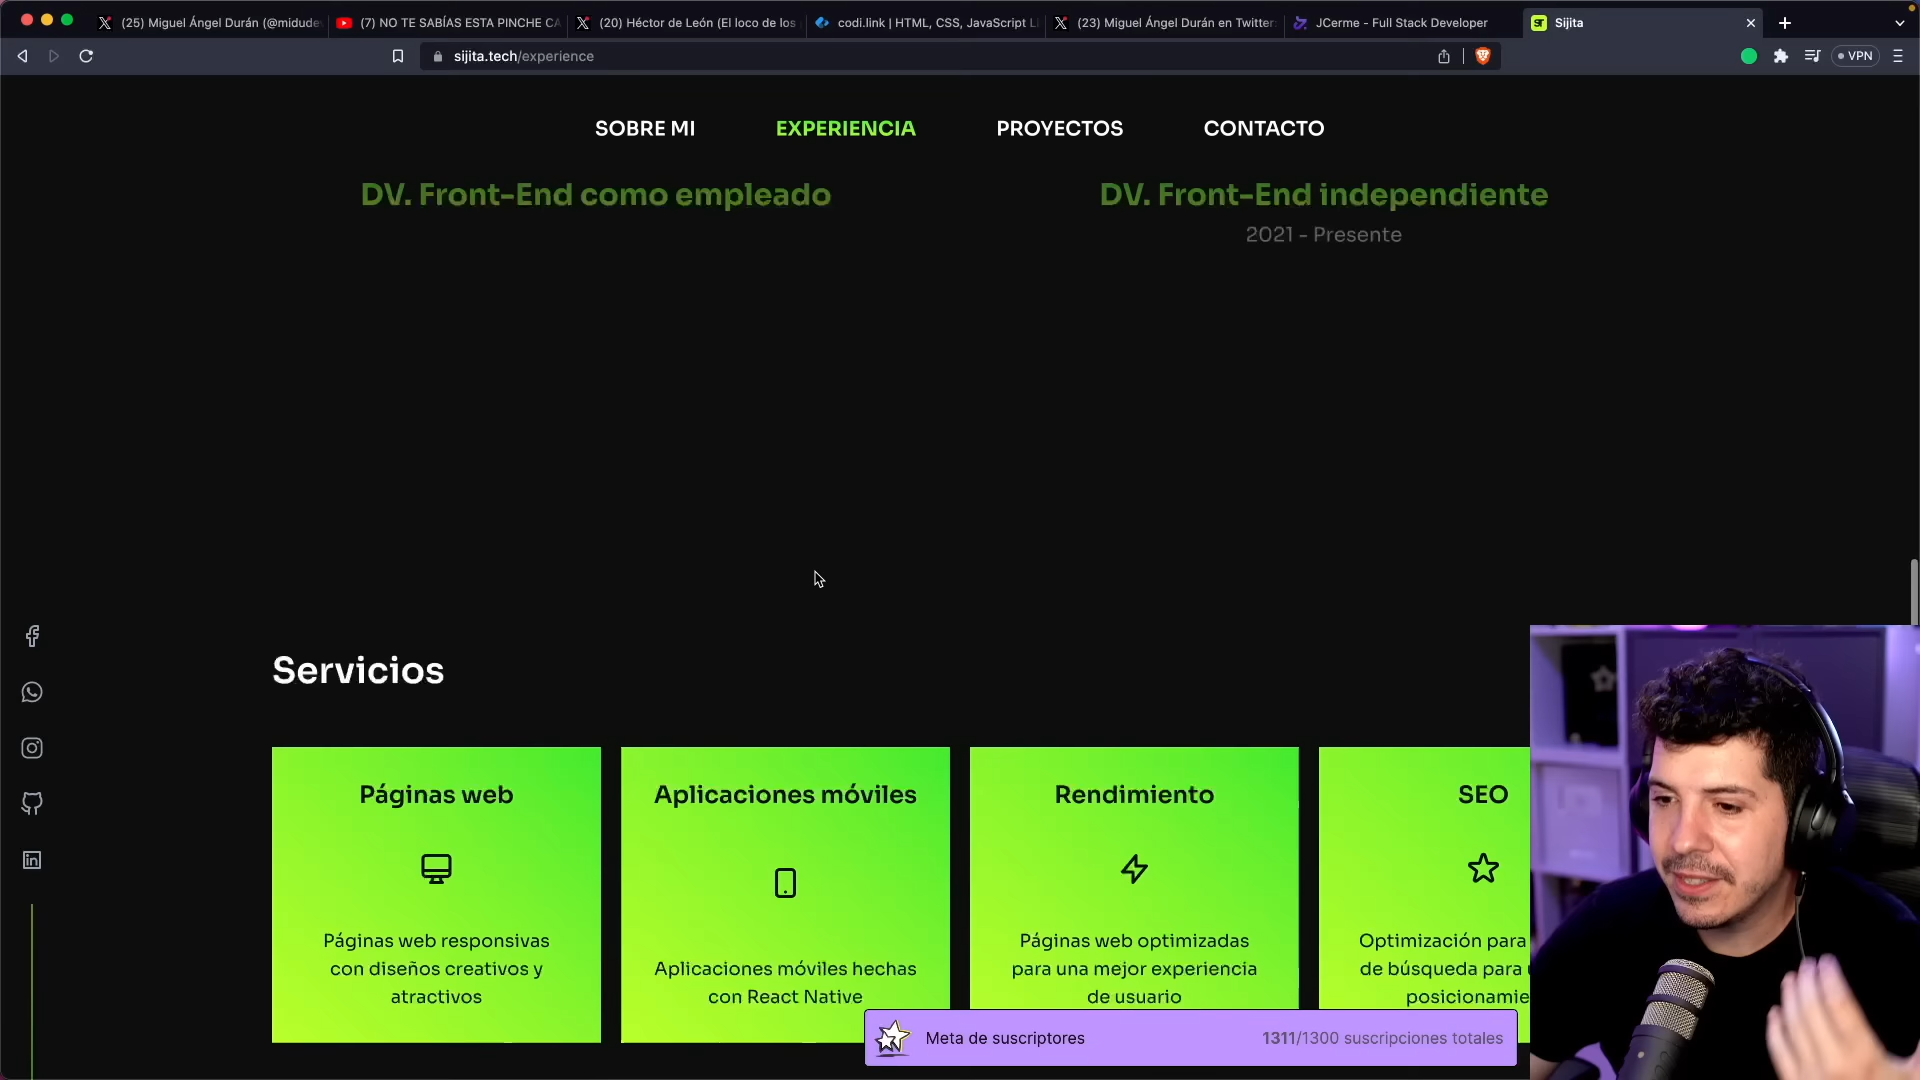 (25) Miguel Ángel Durán (@midude
(7) NO TE SABÍAS ESTA PINCHE CA
(20) Héctor de León (El loco de los
codi.link | HTML, CSS, JavaScript Li
(23) Miguel Ángel Durán en Twitter:
JCerme - Full Stack Developer
Sijita
sijita.tech/experience
VPN
SOBRE MI
EXPERIENCIA
PROYECTOS
CONTACTO
DV. Front-End como empleado
DV. Front-End independiente
2021 - Presente
Servicios
Páginas web
Páginas web responsivas
con diseños creativos y
atractivos
Aplicaciones móviles
Aplicaciones móviles hechas
con React Native
Rendimiento
Páginas web optimizadas
para una mejor experiencia
de usuario
SEO
Optimización para
de búsqueda para
posicionamie
Meta de suscriptores
1311/1300 suscripciones totales